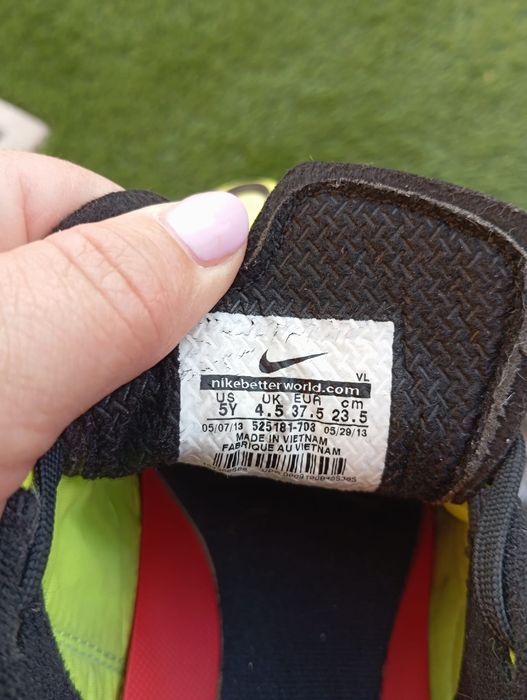 VL
nikebetterworld.com
US UK EUR cm
5Y 4.5 37.5 23.5
05/07/13 525181-703 05/29/13
MADE IN VIETNAM
FABRIQUE AU VIETNAM